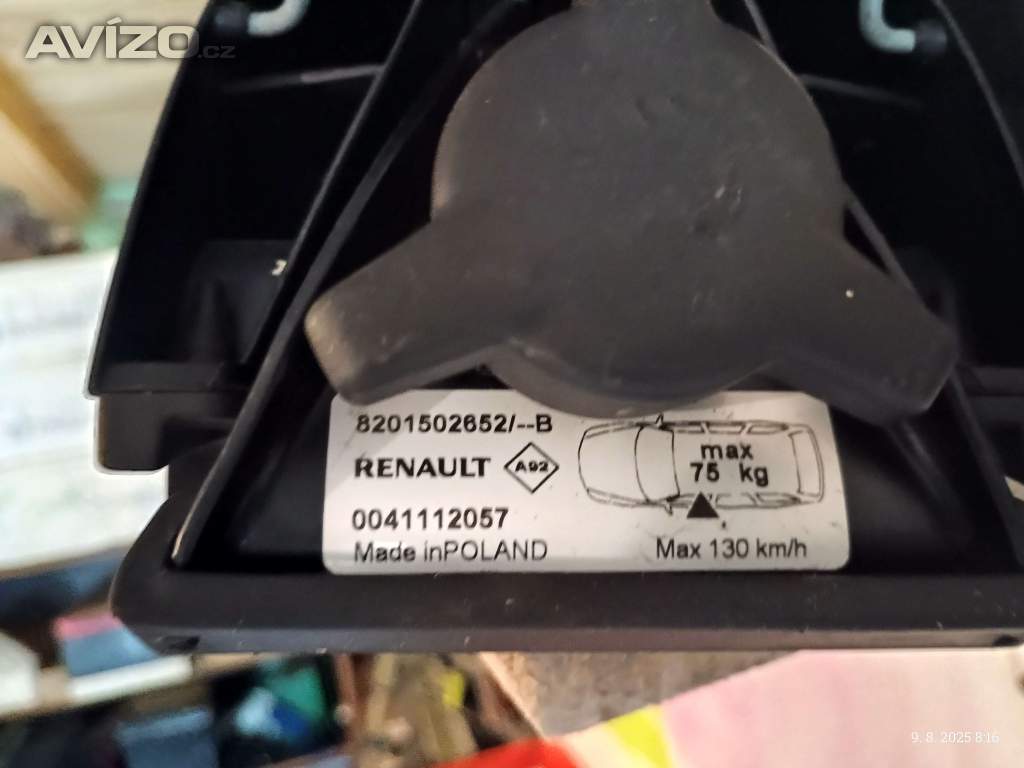 AVÍZO.cz
8201502652/--B
RENAULT A92
max
75 kg
0041112057
Made inPOLAND
Max 130 km/h
9. 8. 2025 8:16